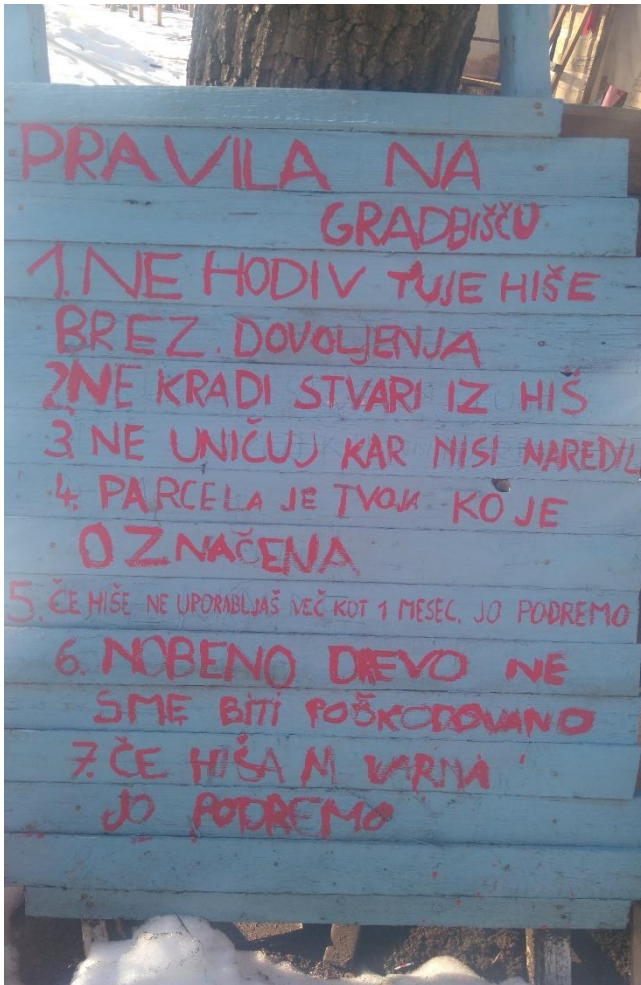 PRAVILA NA
GRADBIŠČU
1. NE HODI V TUJE HIŠE
BREZ. DOVOLJENJA
2. NE KRADI STVARI IZ HIŠ
3. NE UNIČUJ KAR NISI NAREDIL
4. PARCELA JE TVOJA KO JE
OZNAČENA
5. ČE HIŠE NE UPORABLJAŠ VEČ KOT 1 MESEC, JO PODREMO
6. NOBENO DREVO NE
SME BITI POŠKODOVANO
7. ČE HIŠA NI VARNA
JO PODREMO